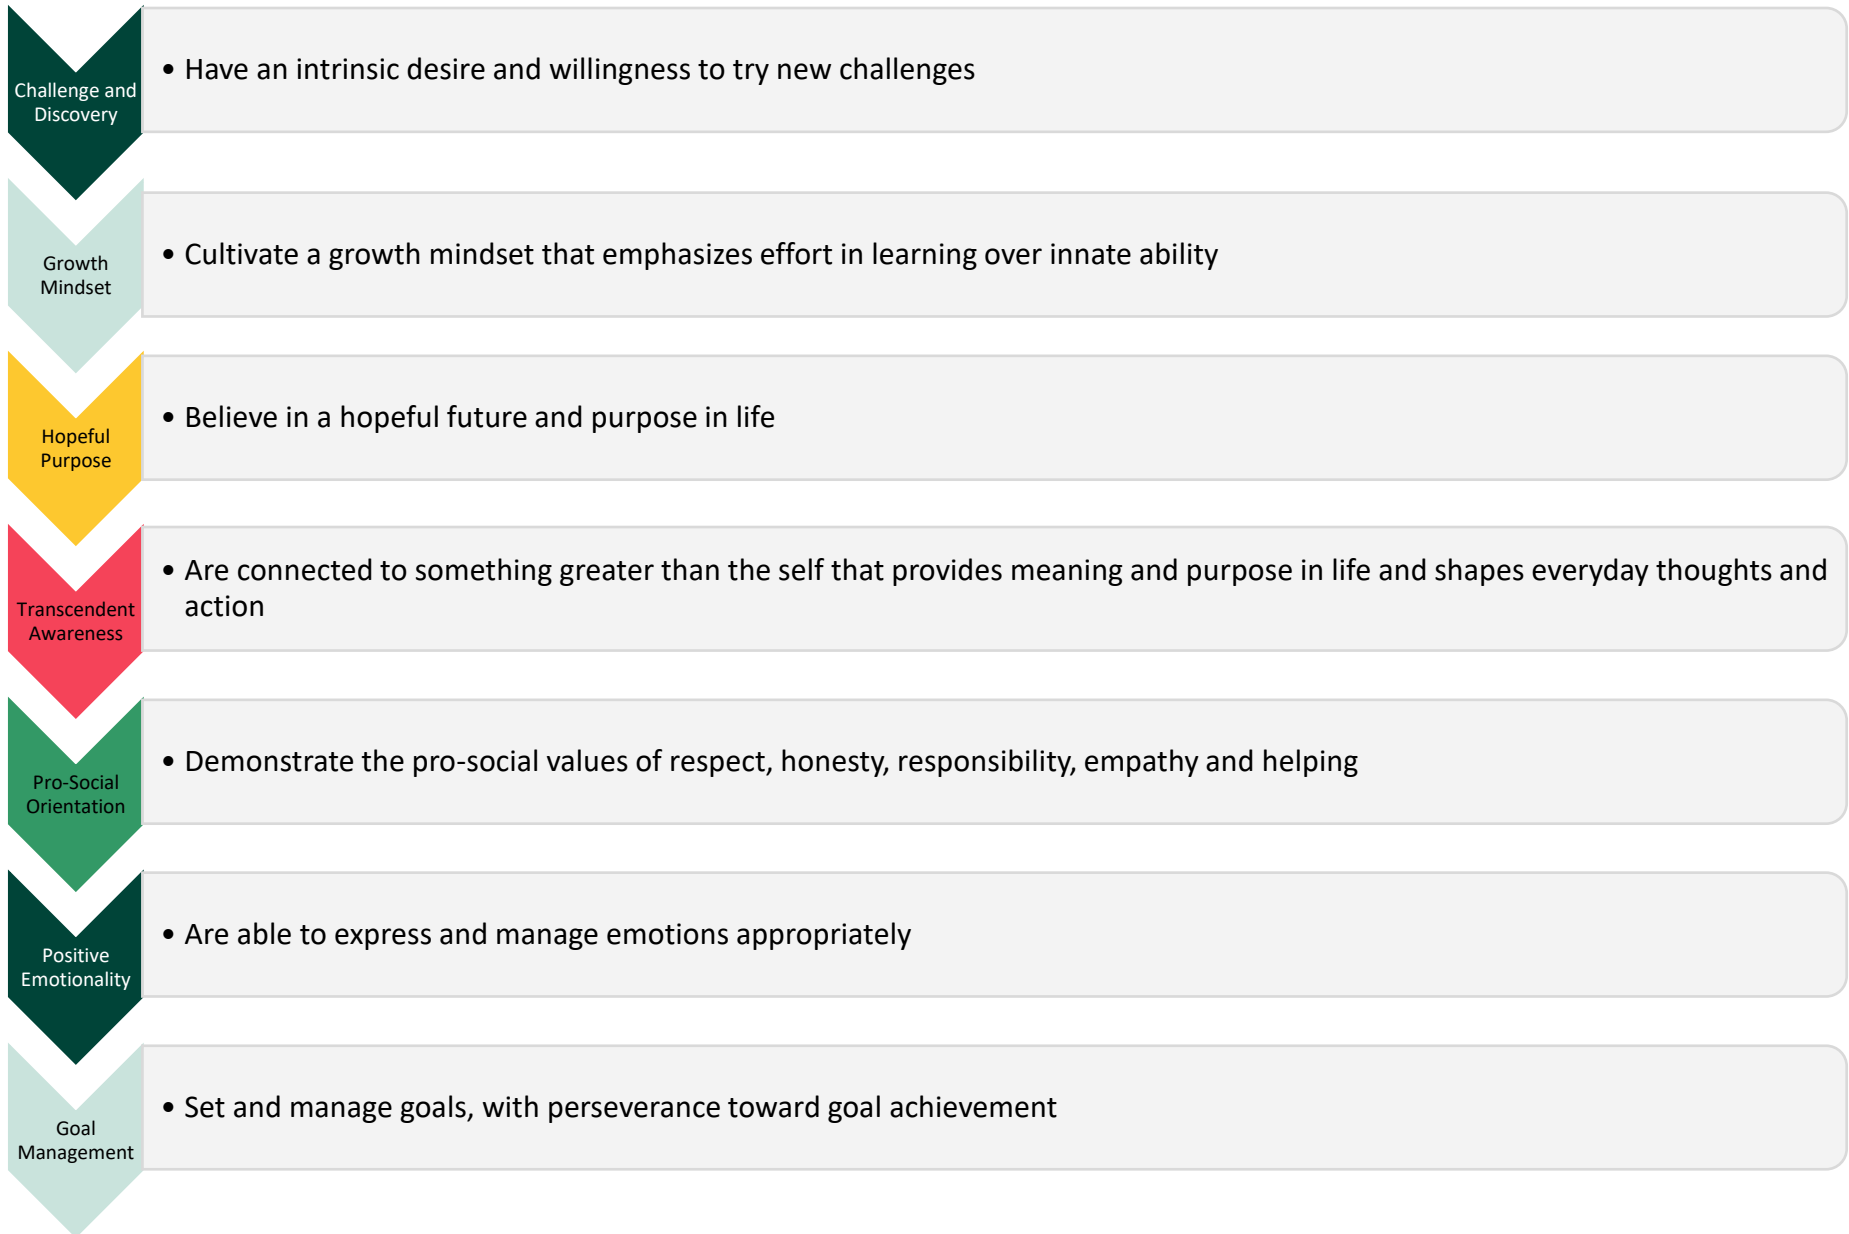 Challenge and
Discovery
• Have an intrinsic desire and willingness to try new challenges
Growth
Mindset
• Cultivate a growth mindset that emphasizes effort in learning over innate ability
Hopeful
Purpose
• Believe in a hopeful future and purpose in life
Transcendent
Awareness
• Are connected to something greater than the self that provides meaning and purpose in life and shapes everyday thoughts and
action
Pro-Social
Orientation
• Demonstrate the pro-social values of respect, honesty, responsibility, empathy and helping
Positive
Emotionality
• Are able to express and manage emotions appropriately
Goal
Management
• Set and manage goals, with perseverance toward goal achievement